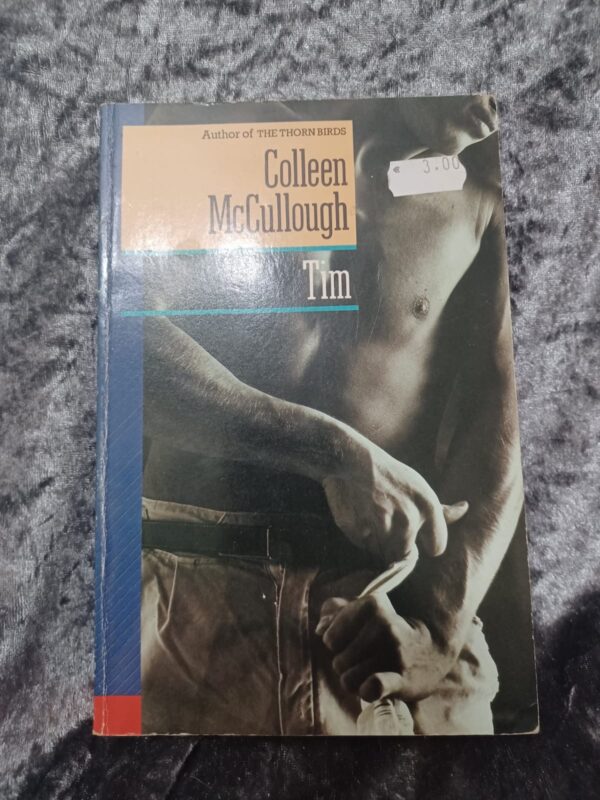 Author of THE THORN BIRDS
Colleen
McCullough
Tim
€ 3.00